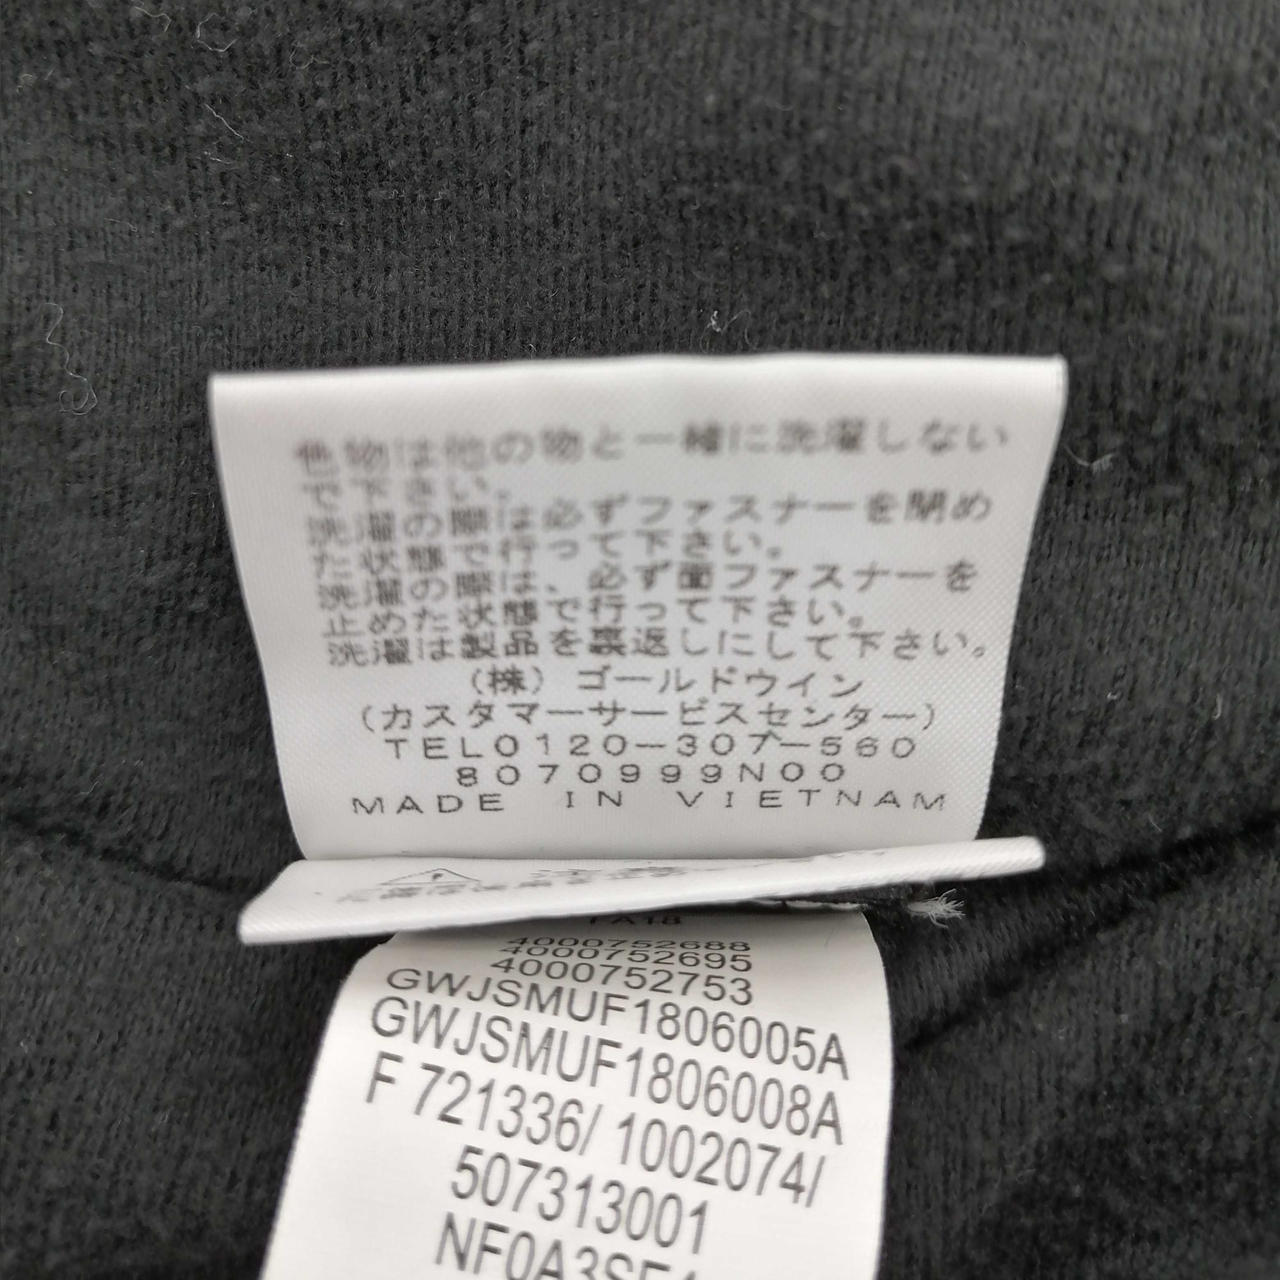 色物は他の物と一緒に洗濯しない
で下さい。
洗濯の際は必ずファスナーを閉め
た状態で行って下さい。
洗濯の際は、必ず面ファスナーを
止めた状態で行って下さい。
洗濯は製品を裏返しにして下さい。
(株) ゴールドウイン
(カスタマーサービスセンター)
TEL0120-307-560
8070999N00
MADE IN VIETNAM
FA18
4000752688
4000752695
4000752753
GWJSMUF1806005A
GWJSMUF1806008A
F 721336/ 1002074/
507313001